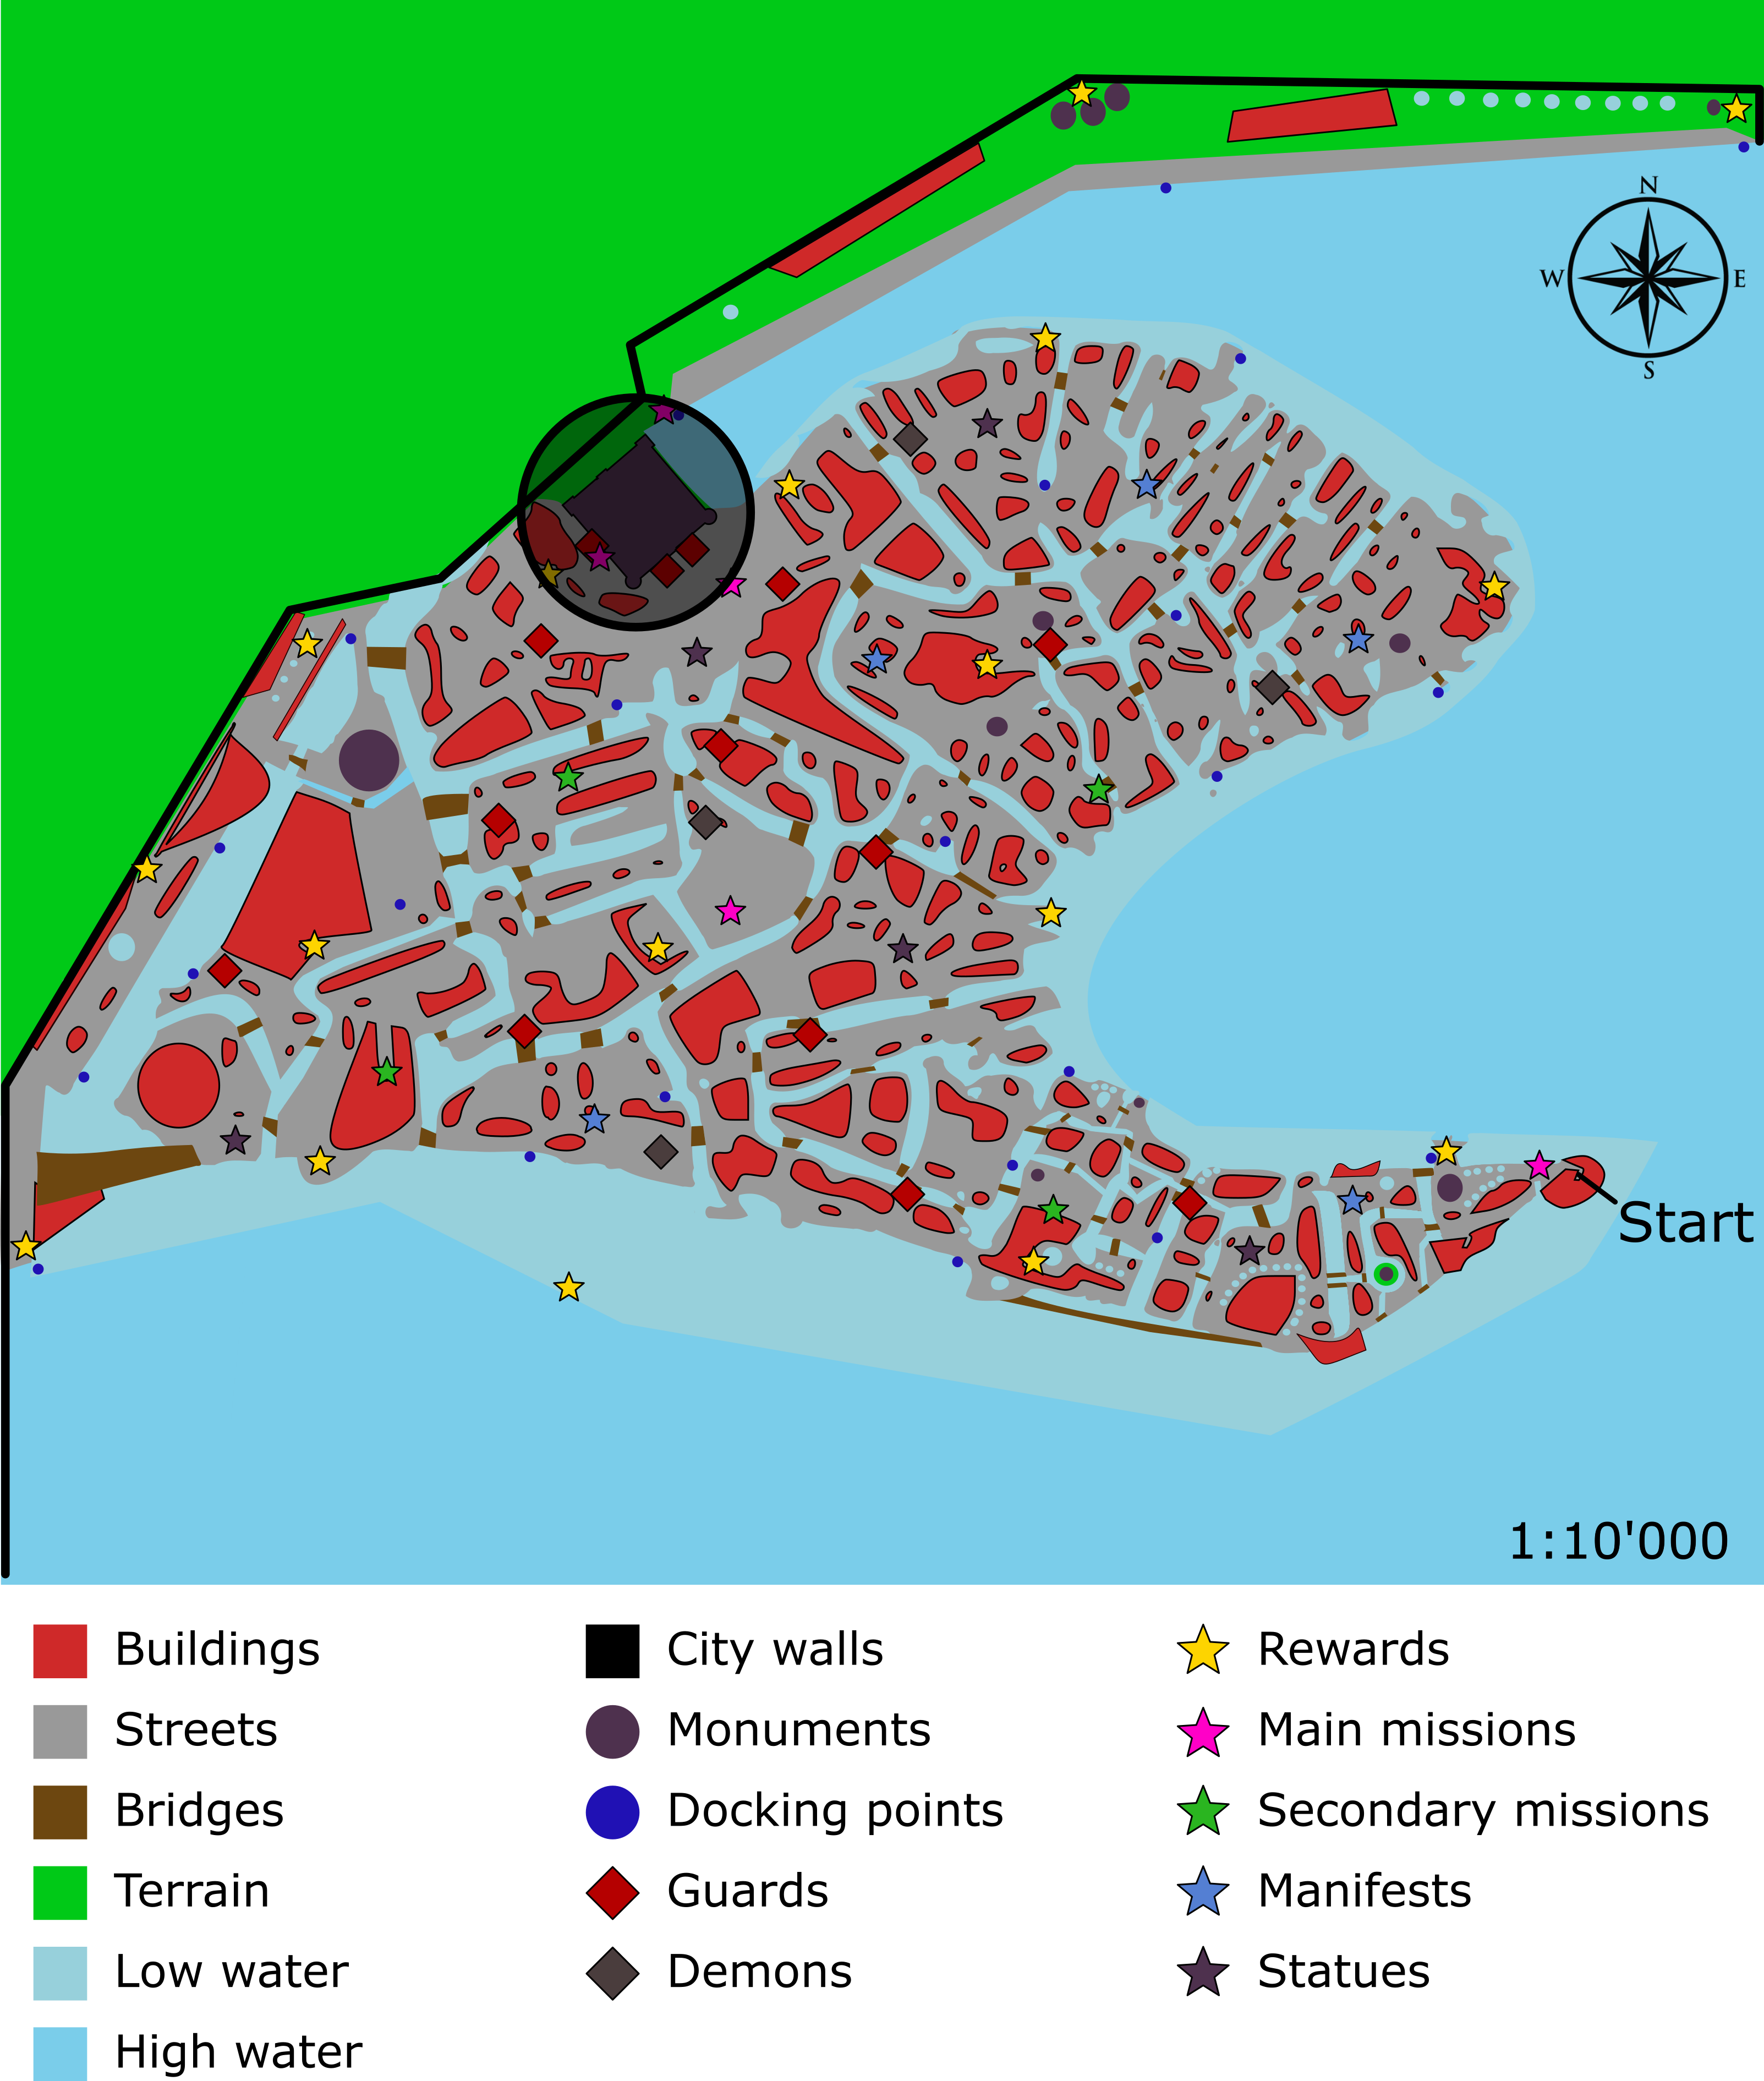 N
W E
S
Start
1:10'000
Buildings
City walls
Rewards
Streets
Monuments
Main missions
Bridges
Docking points
Secondary missions
Terrain
Guards
Manifests
Low water
Demons
Statues
High water